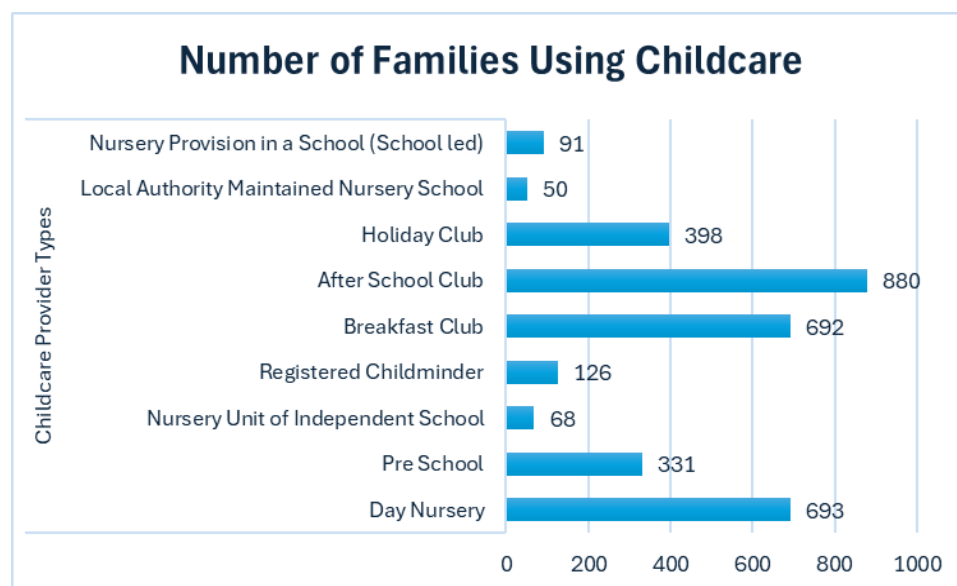 Number of Families Using Childcare
Childcare Provider Types
Nursery Provision in a School (School led) 91
Local Authority Maintained Nursery School 50
Holiday Club 398
After School Club 880
Breakfast Club 692
Registered Childminder 126
Nursery Unit of Independent School 68
Pre School 331
Day Nursery 693
0 200 400 600 800 1000